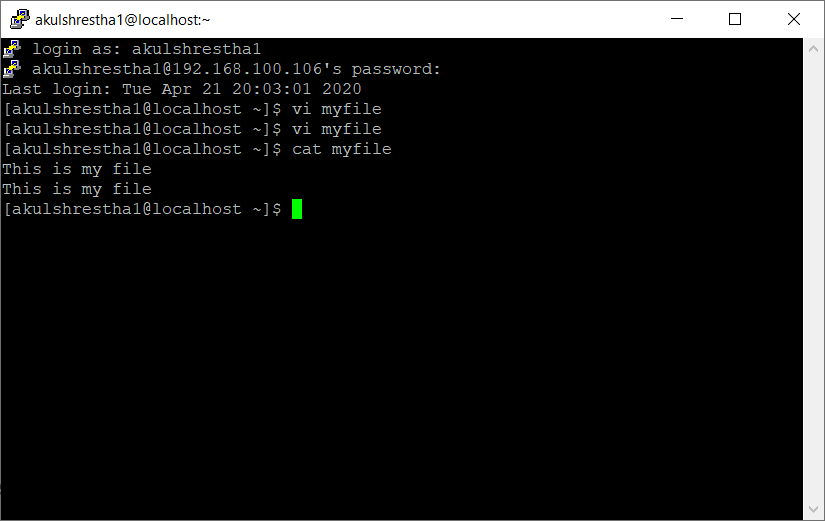 akulshrestha1@localhost:~
login as: akulshrestha1
akulshrestha1@192.168.100.106's password:
Last login: Tue Apr 21 20:03:01 2020
[akulshrestha1@localhost ~]$ vi myfile
[akulshrestha1@localhost ~]$ vi myfile
[akulshrestha1@localhost ~]$ cat myfile
This is my file
This is my file
[akulshrestha1@localhost ~]$